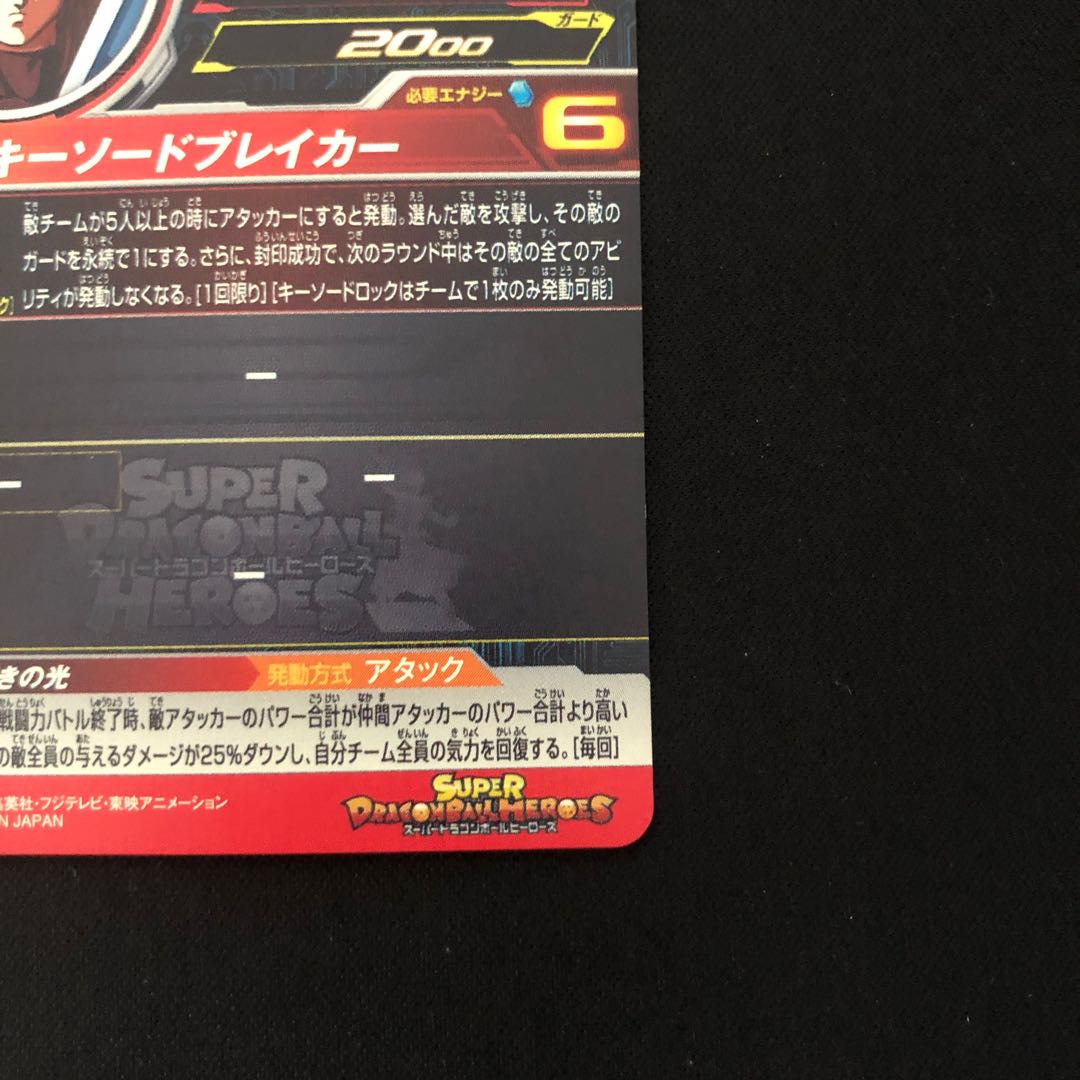 ガード
2000
必要エナジー
6
キーソードブレイカー
敵チームが5人以上の時にアタッカーにすると発動。選んだ敵を攻撃し、その敵の
ガードを永続で1にする。さらに、封印成功で、次のラウンド中はその敵の全てのアビ
リティが発動しなくなる。[1回限り][キーソードロックはチームで1枚のみ発動可能]
ク]
-
-
-
-
SUPER
DRAGONBALL
スーパードラゴンボールヒーローズ
HEROES
きの光
発動方式 アタック
戦闘力バトル終了時、敵アタッカーのパワー合計が仲間アタッカーのパワー合計より高い
の敵全員の与えるダメージが25%ダウンし、自分チーム全員の気力を回復する。[毎回]
英社・フジテレビ・東映アニメーション
N JAPAN
SUPER
DRAGONBALL HEROES
スーパードラゴンボールヒーローズ